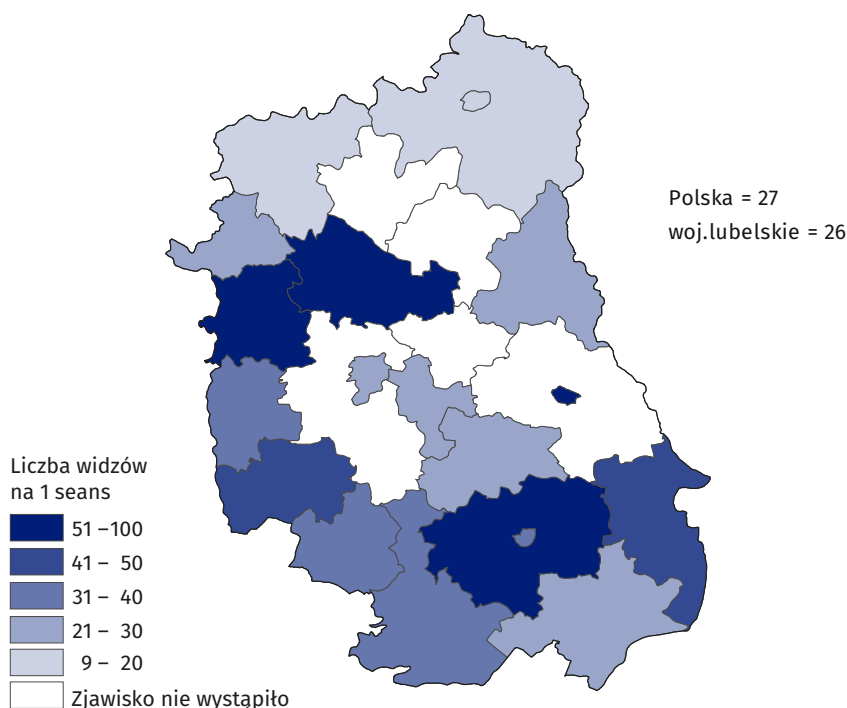 Polska = 27
woj.lubelskie = 26
Liczba widzów
na 1 seans
51 –100
41 – 50
31 – 40
21 – 30
9 – 20
Zjawisko nie wystąpiło